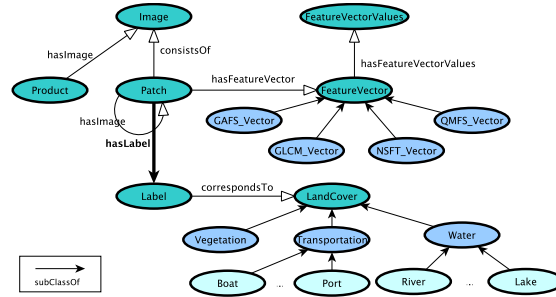 Image
FeatureVectorValues
hasImage
consistsOf
hasFeatureVectorValues
Product
Patch
hasFeatureVector
FeatureVector
hasImage
GAFS_Vector
QMFS_Vector
hasLabel
GLCM_Vector
NSFT_Vector
Label
correspondsTo
LandCover
Vegetation
Transportation
Water
subClassOf
Boat
...
Port
River
...
Lake